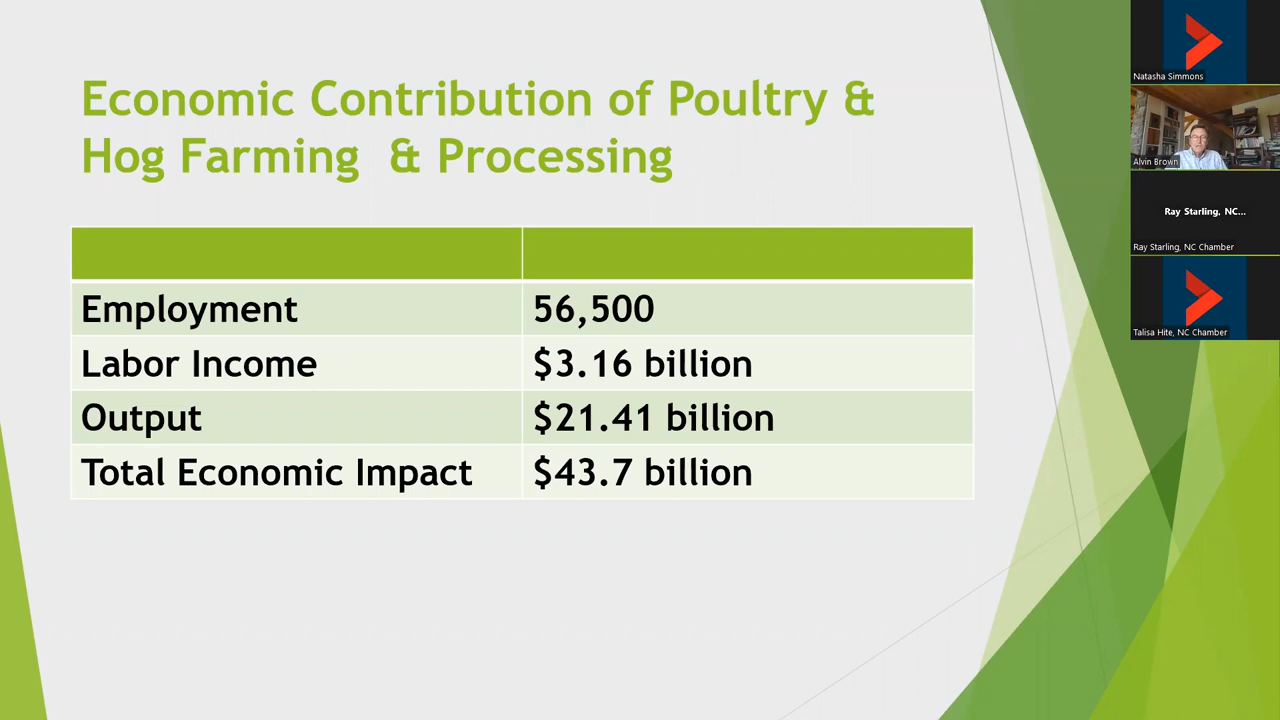 Economic Contribution of Poultry &
Hog Farming & Processing
Employment 56,500
Labor Income $3.16 billion
Output $21.41 billion
Total Economic Impact $43.7 billion
Natasha Simmons
Alvin Brown
Ray Starling, NC...
Ray Starling, NC Chamber
Talisa Hite, NC Chamber